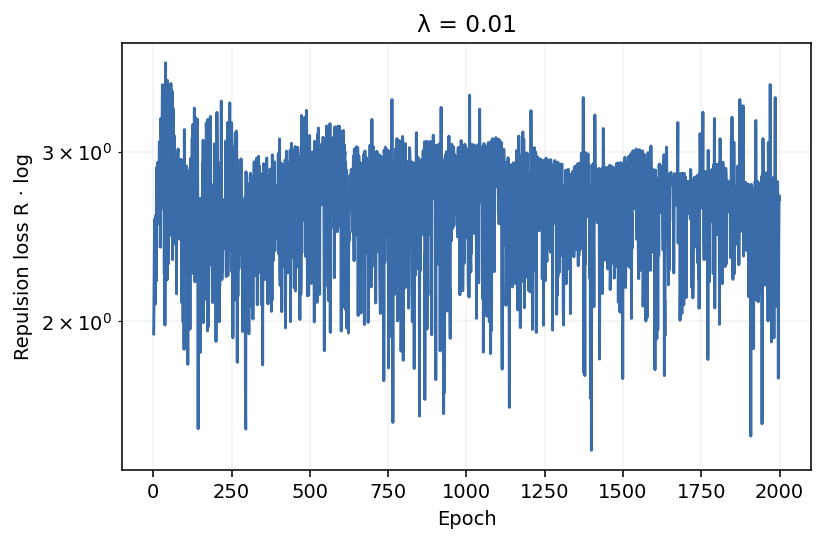 λ = 0.01
Repulsion loss R · log
3 × 10⁰
2 × 10⁰
0 250 500 750 1000 1250 1500 1750 2000
Epoch